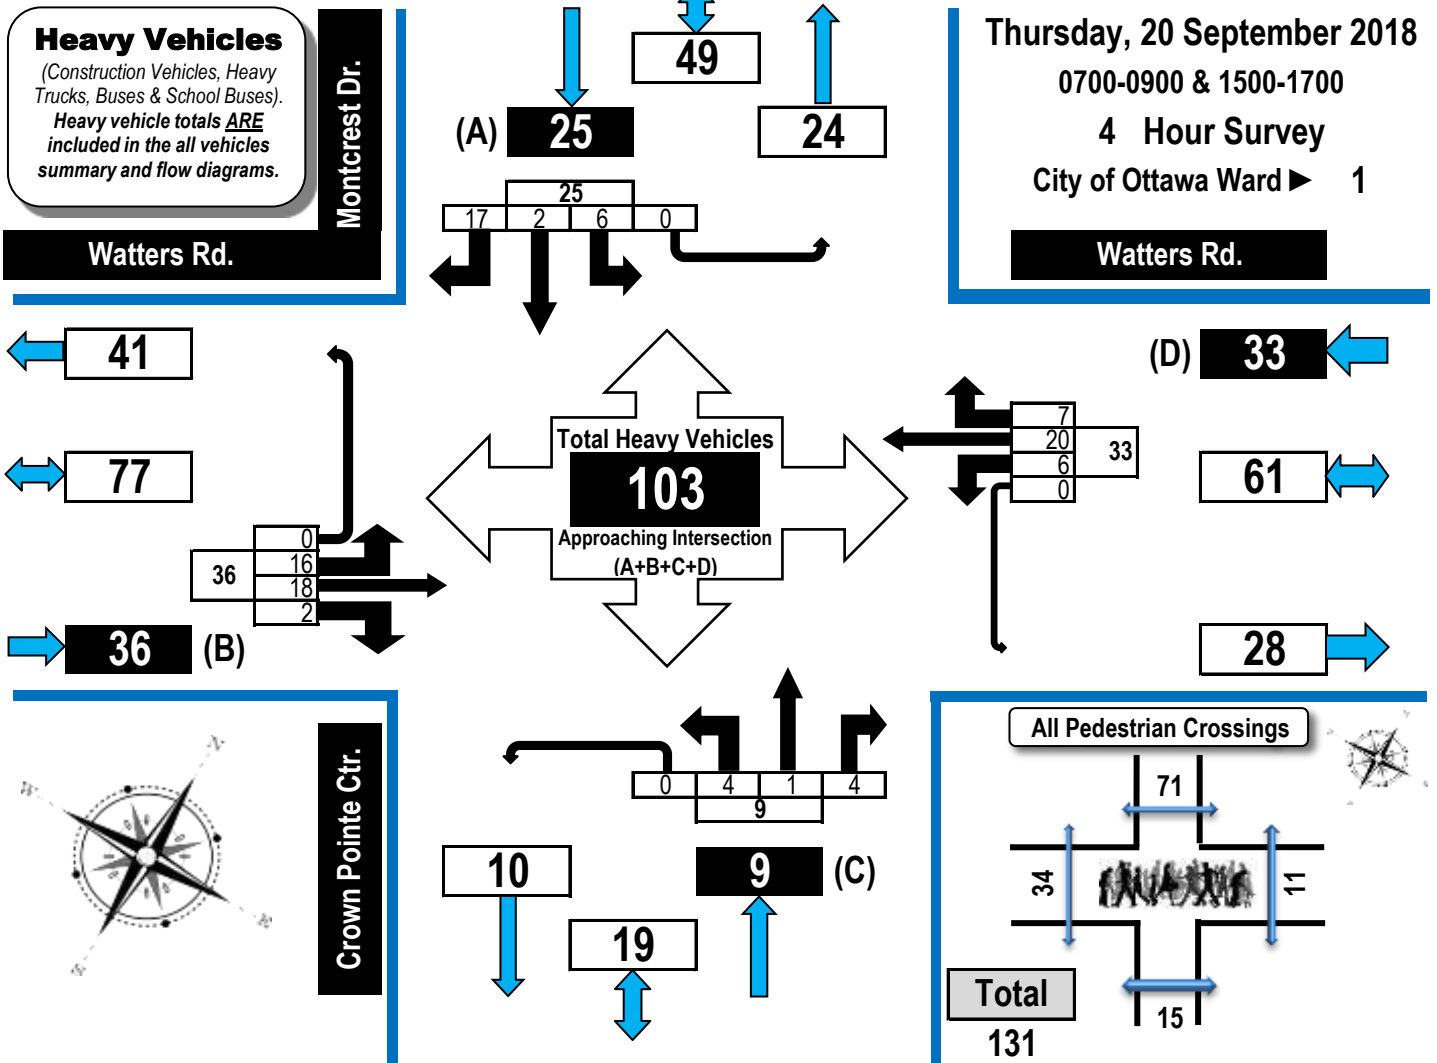 Heavy Vehicles
(Construction Vehicles, Heavy
Trucks, Buses & School Buses).
Heavy vehicle totals ARE
included in the all vehicles
summary and flow diagrams.
Montcrest Dr.
Watters Rd.
49
(A) 25
24
25
17 2 6 0
Thursday, 20 September 2018
0700-0900 & 1500-1700
4 Hour Survey
City of Ottawa Ward ► 1
Watters Rd.
41
77
0
16
18
2
36
36 (B)
Total Heavy Vehicles
103
Approaching Intersection
(A+B+C+D)
(D) 33
7
20
6
0
33
61
28
N
W
E
S
Crown Pointe Ctr.
0 4 1 4
9
10
9 (C)
19
All Pedestrian Crossings
71
34
11
15
Total
131